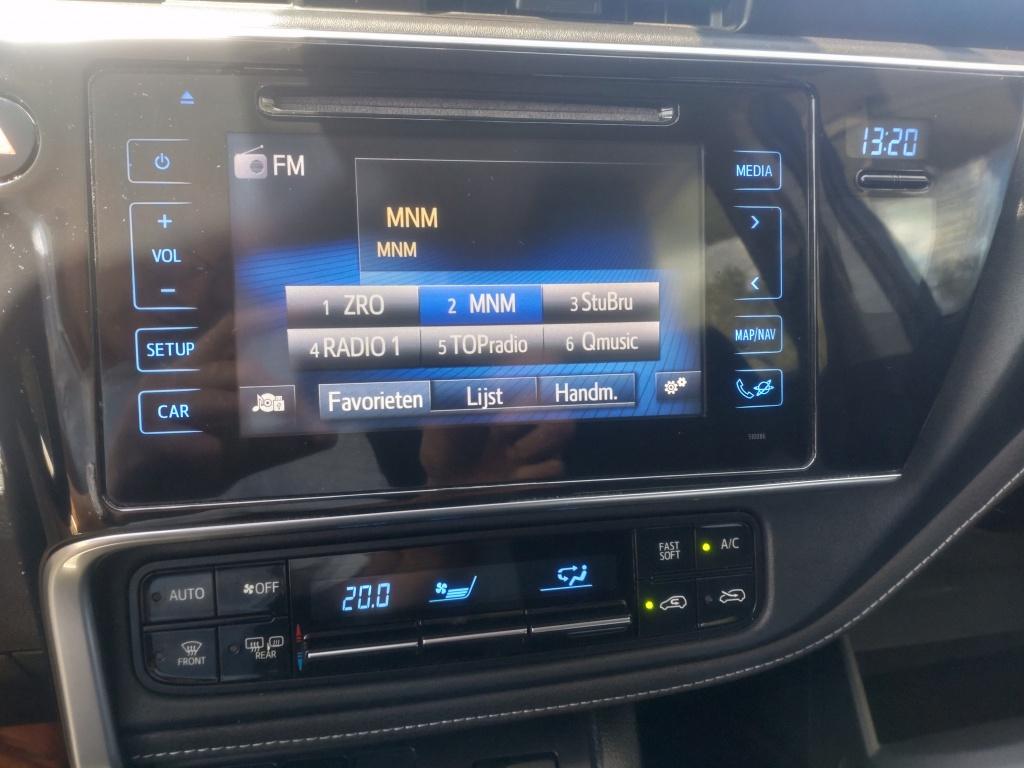 FM
MEDIA
13:20
MNM
MNM
+
VOL
−
1 ZRO
2 MNM
3 StuBru
SETUP
4 RADIO 1
5 TOPradio
6 Qmusic
MAP/NAV
CAR
Favorieten
Lijst
Handm.
AUTO
OFF
20.0
FAST
SOFT
A/C
FRONT
REAR